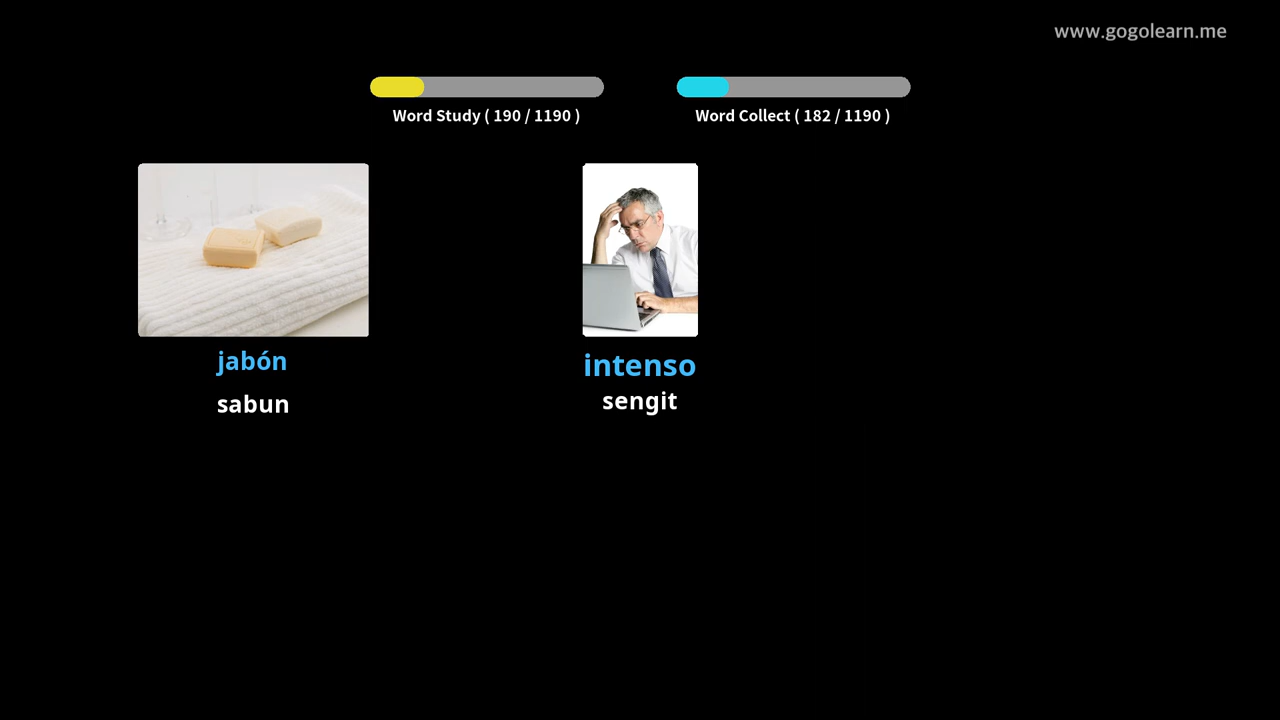 www.gogolearn.me
Word Study ( 190 / 1190 )
Word Collect ( 182 / 1190 )
jabón
sabun
intenso
sengit